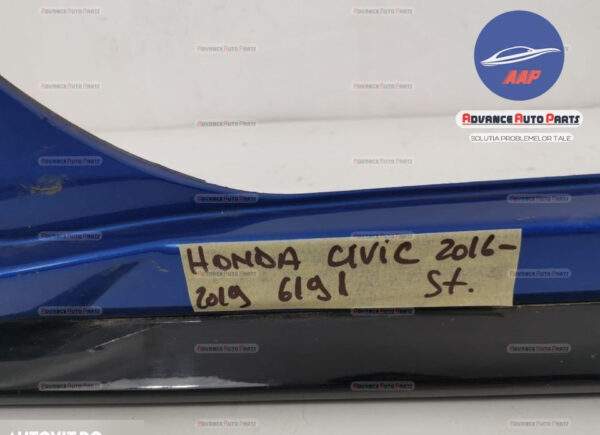 AAP
ADVANCE AUTO PARTS
SOLUTIA PROBLEMELOR TALE
HONDA CIVIC 2016-
2019 6191 St.